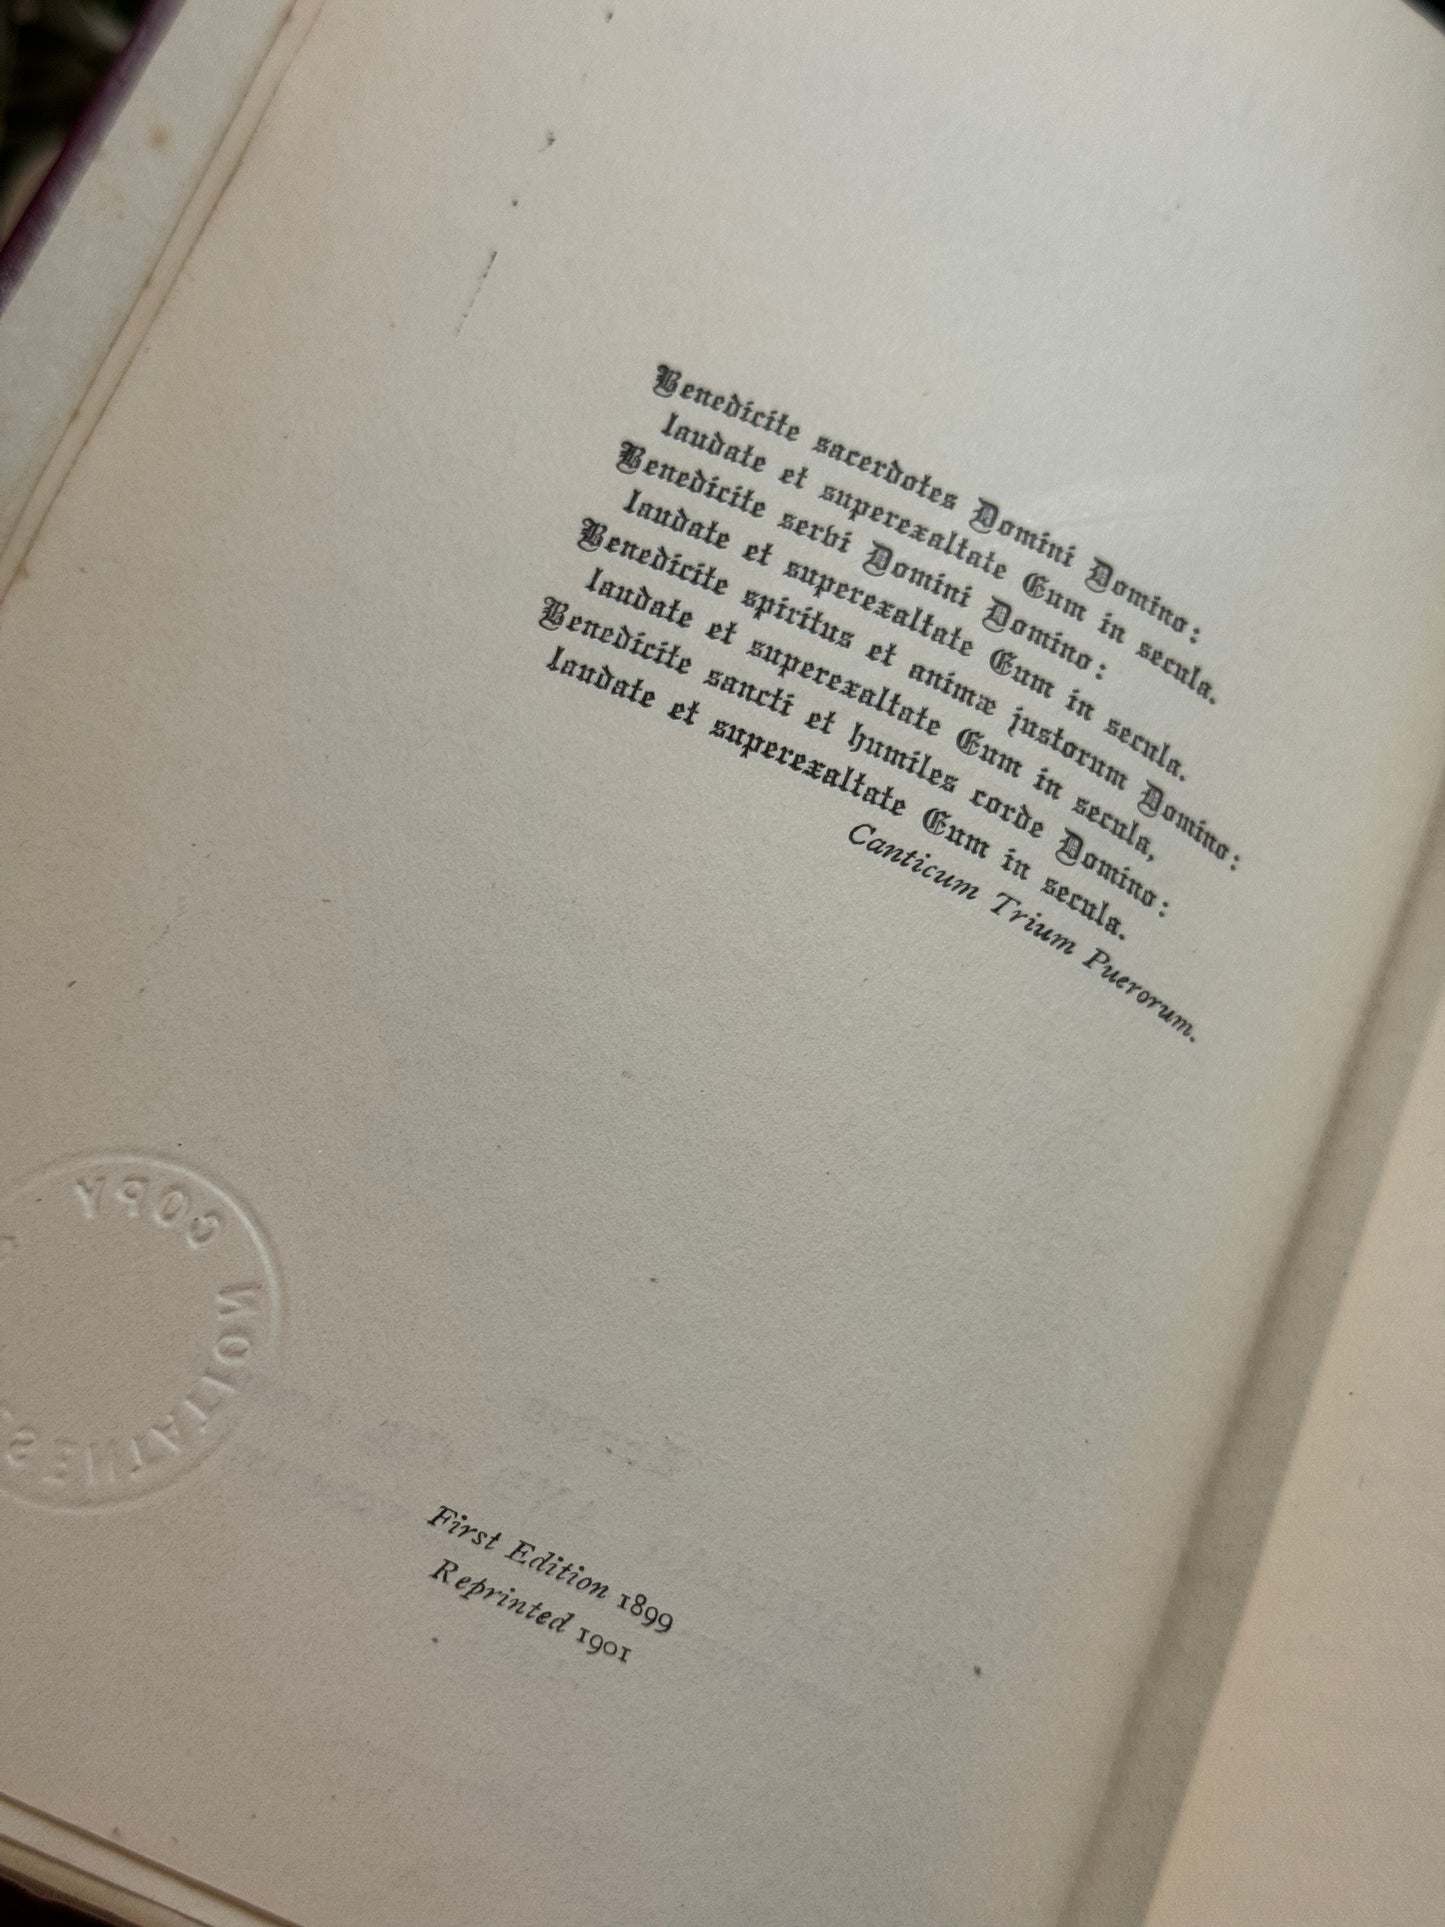 Benedicite sacerdotes Domini Domino:
laudate et superexaltate Eum in secula.
Benedicite servi Domini Domino:
laudate et superexaltate Eum in secula.
Benedicite spiritus et animæ justorum Domino:
laudate et superexaltate Eum in secula,
Benedicite sancti et humiles corde Domino:
laudate et superexaltate Eum in secula.
Canticum Trium Puerorum.
COPY
PRESENTATION
First Edition 1899
Reprinted 1901